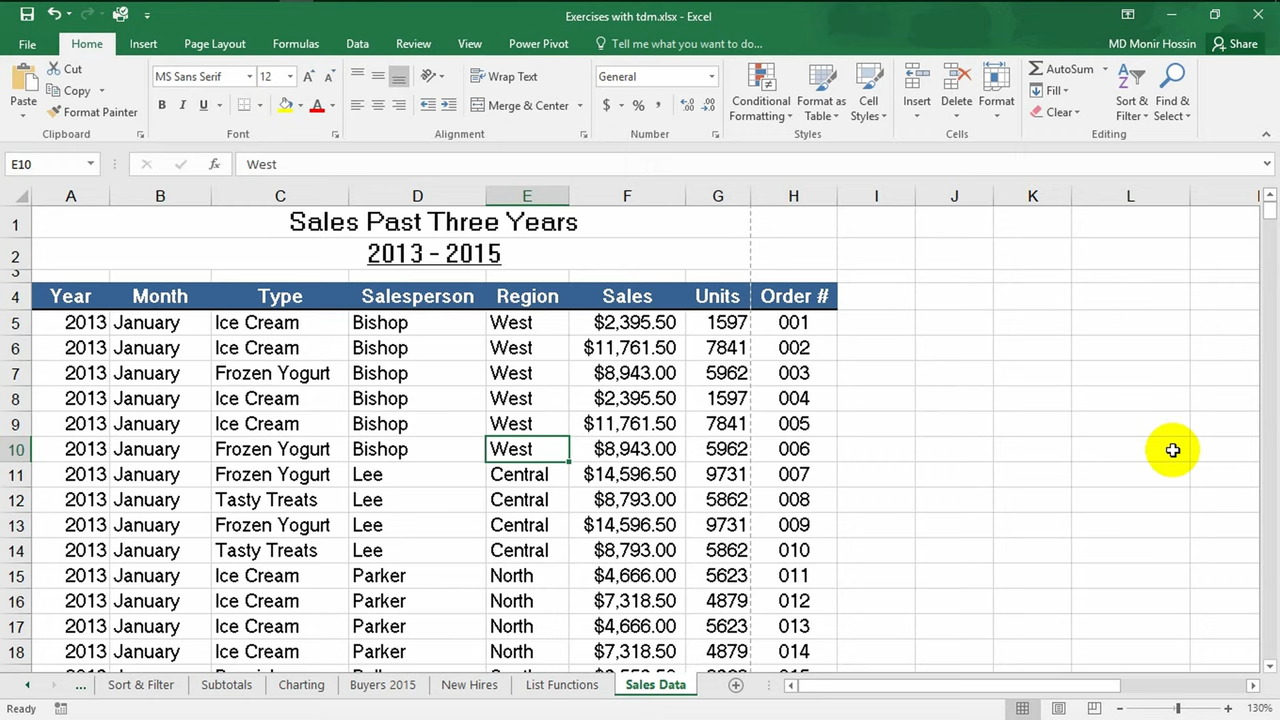 Exercises with tdm.xlsx - Excel
File Home Insert Page Layout Formulas Data Review View Power Pivot Tell me what you want to do... MD Monir Hossin Share
Paste Cut Copy Format Painter Clipboard
MS Sans Serif 12 B I U A Font
Wrap Text Merge & Center Alignment
General $ % , Number
Conditional Formatting Format as Table Cell Styles Styles
Insert Delete Format Cells
AutoSum Fill Clear Sort & Filter Find & Select Editing
E10 fx West
A B C D E F G H I J K L
1 Sales Past Three Years
2 2013 - 2015
3
4 Year Month Type Salesperson Region Sales Units Order #
5 2013 January Ice Cream Bishop West $2,395.50 1597 001
6 2013 January Ice Cream Bishop West $11,761.50 7841 002
7 2013 January Frozen Yogurt Bishop West $8,943.00 5962 003
8 2013 January Ice Cream Bishop West $2,395.50 1597 004
9 2013 January Ice Cream Bishop West $11,761.50 7841 005
10 2013 January Frozen Yogurt Bishop West $8,943.00 5962 006
11 2013 January Frozen Yogurt Lee Central $14,596.50 9731 007
12 2013 January Tasty Treats Lee Central $8,793.00 5862 008
13 2013 January Frozen Yogurt Lee Central $14,596.50 9731 009
14 2013 January Tasty Treats Lee Central $8,793.00 5862 010
15 2013 January Ice Cream Parker North $4,666.00 5623 011
16 2013 January Ice Cream Parker North $7,318.50 4879 012
17 2013 January Ice Cream Parker North $4,666.00 5623 013
18 2013 January Ice Cream Parker North $7,318.50 4879 014
... Sort & Filter Subtotals Charting Buyers 2015 New Hires List Functions Sales Data
Ready 130%